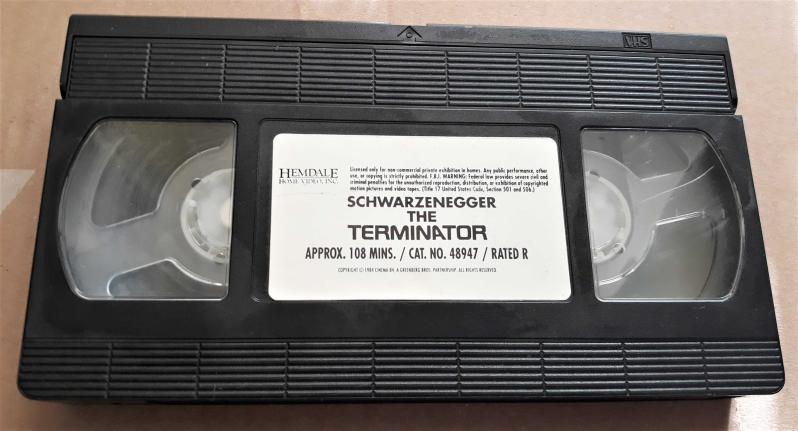 VHS
HEMDALE
HOME VIDEO, INC.
Licensed only for non commercial private exhibition in homes. Any public performance, other
use, or copying is strictly prohibited. F.B.I. WARNING: Federal law provides severe civil and
criminal penalties for the unauthorized reproduction, distribution, or exhibition of copyrighted
motion pictures and video tapes. (Title 17 United States Code, Section 501 and 506.)
SCHWARZENEGGER
THE
TERMINATOR
APPROX. 108 MINS. / CAT. NO. 48947 / RATED R
COPYRIGHT © 1984 CINEMA 84, A GREENBERG BROS. PARTNERSHIP. ALL RIGHTS RESERVED.